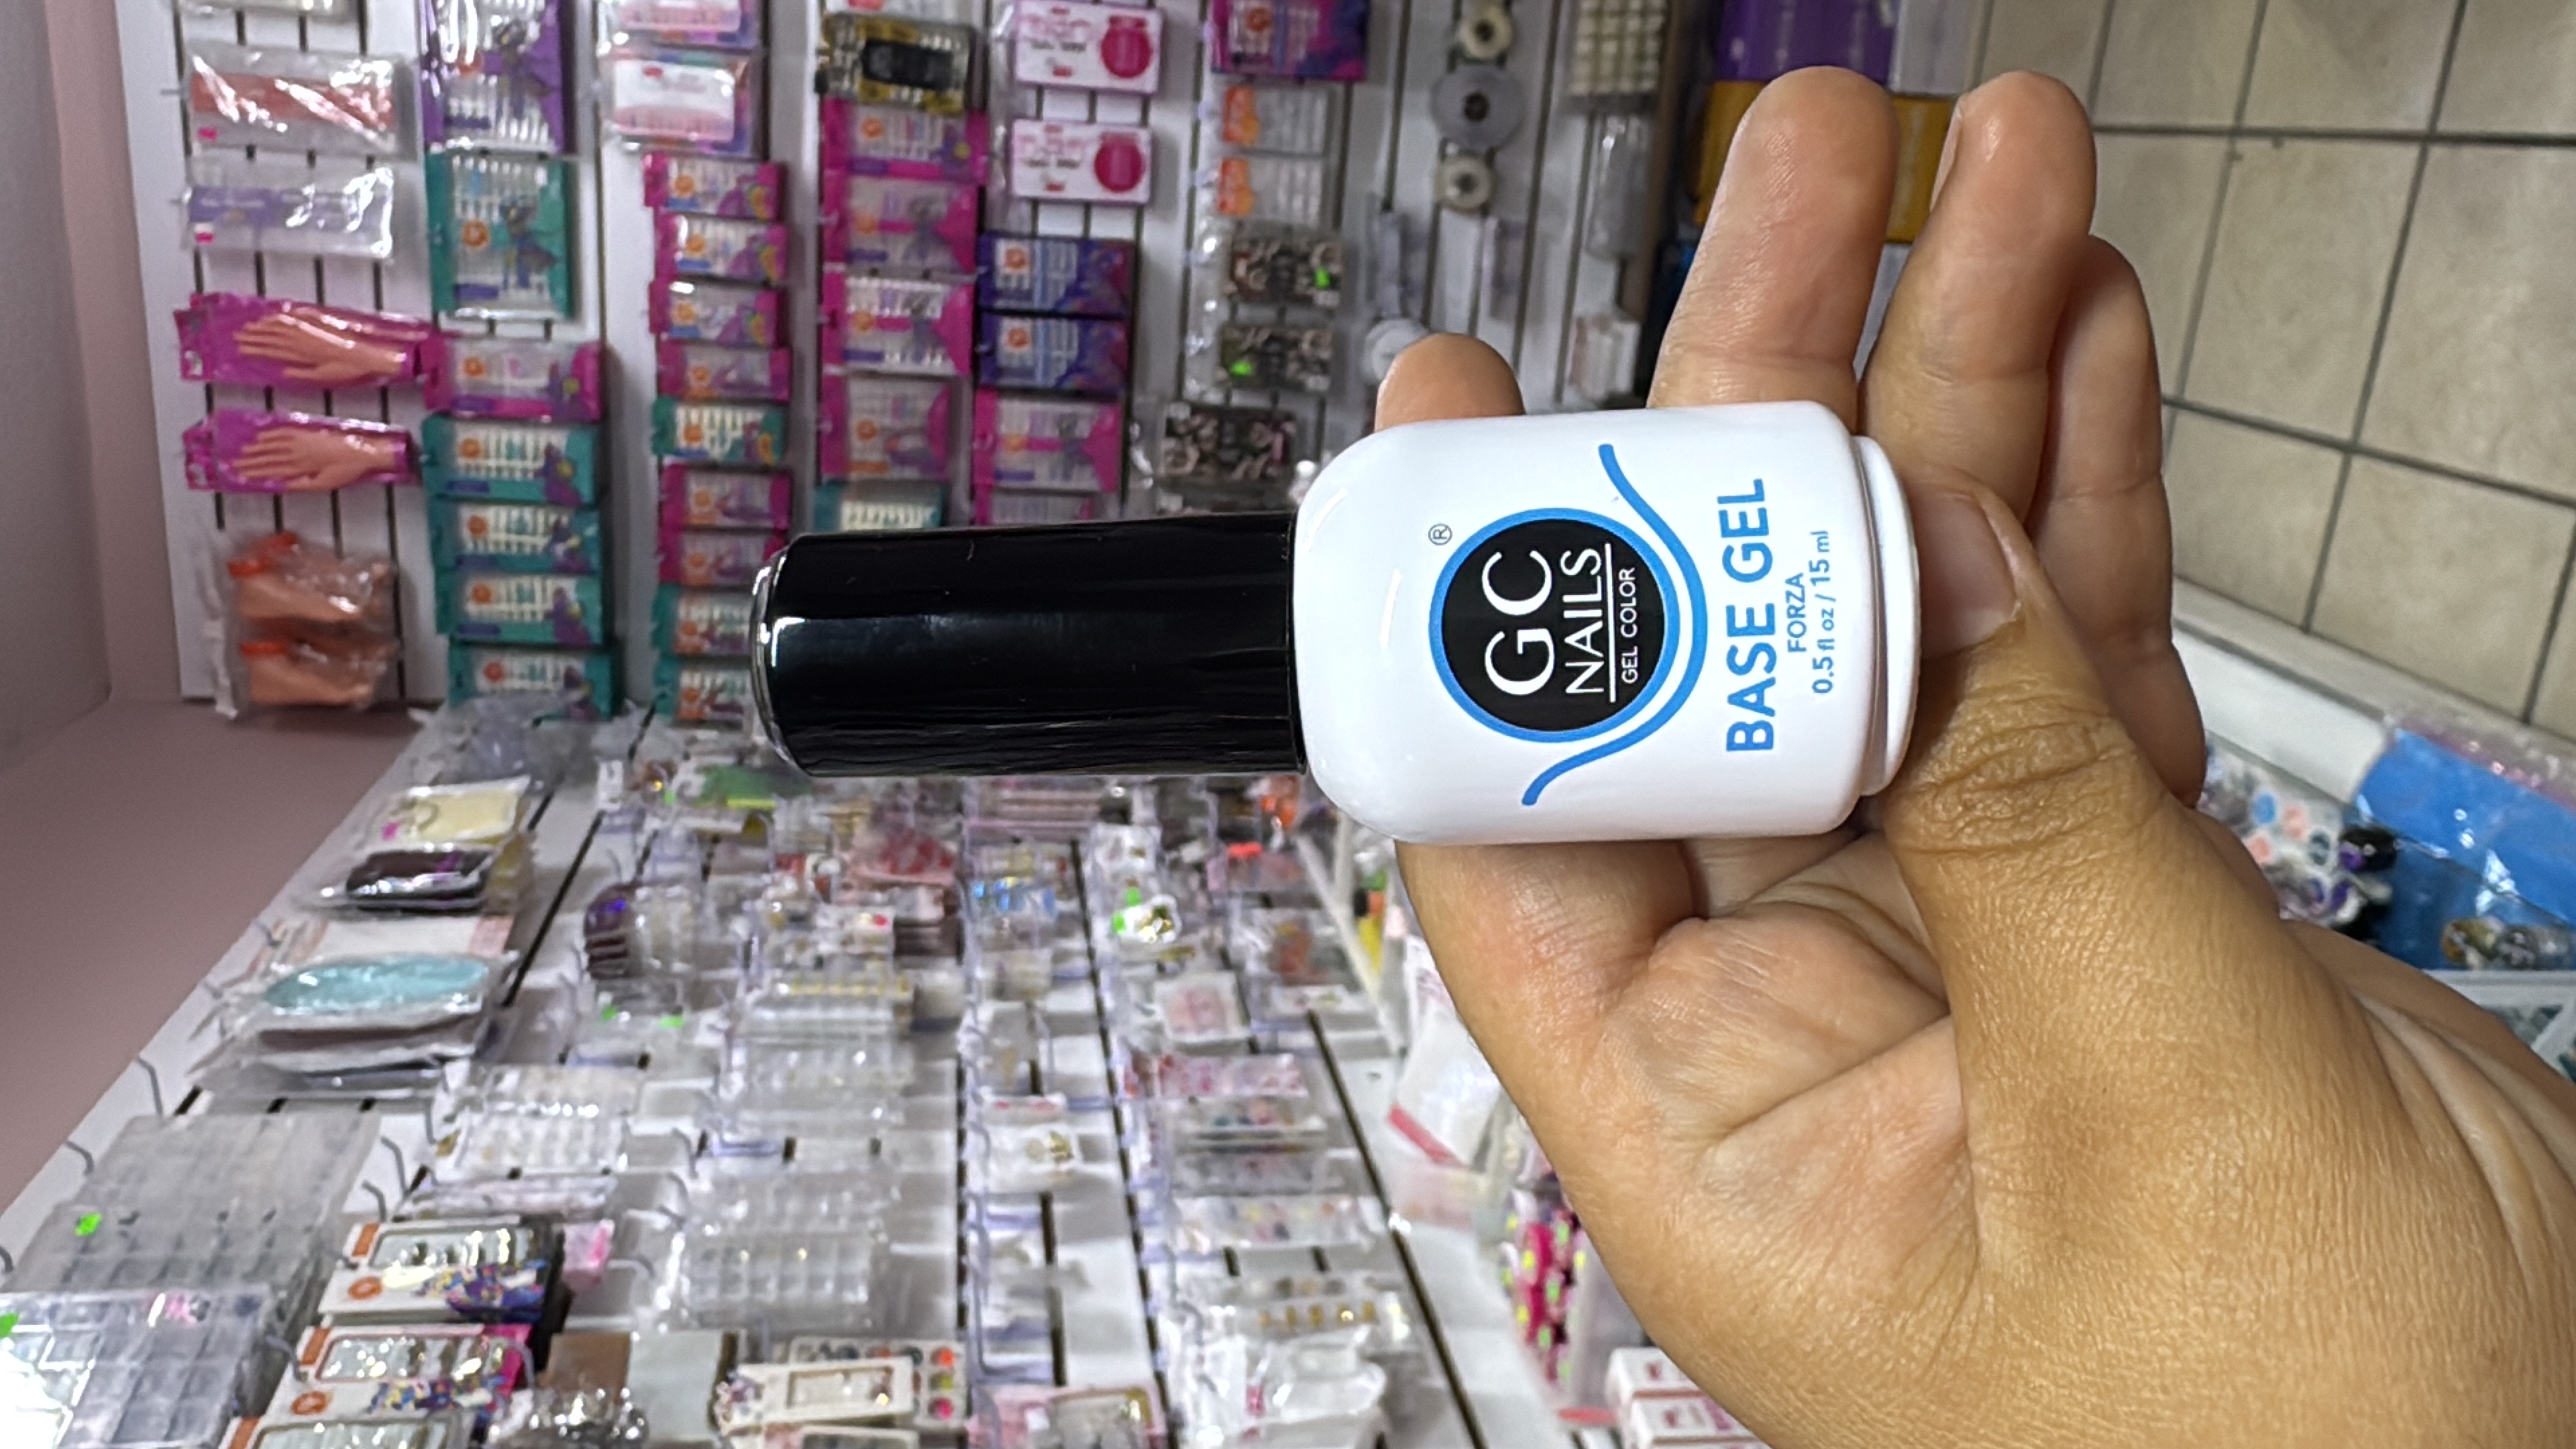 ®
GC
NAILS
GEL COLOR
BASE GEL
FORZA
0.5 fl oz / 15 ml